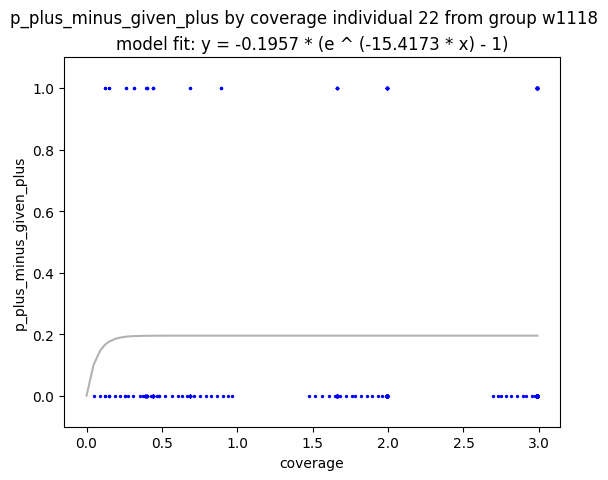 p_plus_minus_given_plus by coverage individual 22 from group w1118
model fit: y = -0.1957 * (e ^ (-15.4173 * x) - 1)
1.0
0.8
0.6
0.4
0.2
0.0
p_plus_minus_given_plus
0.0 0.5 1.0 1.5 2.0 2.5 3.0
coverage